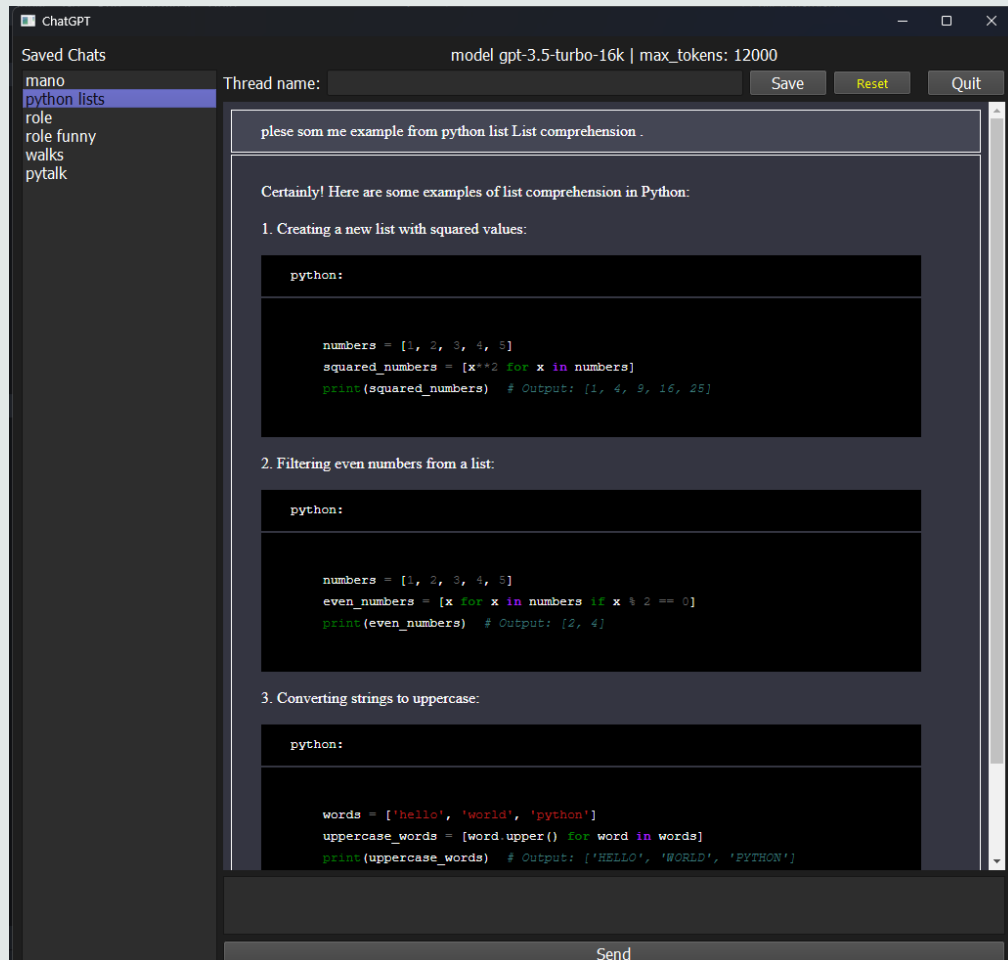 ChatGPT
Saved Chats
model gpt-3.5-turbo-16k | max_tokens: 12000
mano
python lists
role
role funny
walks
pytalk
Thread name:
Save
Reset
Quit
plese som me example from python list List comprehension .
Certainly! Here are some examples of list comprehension in Python:
1. Creating a new list with squared values:
python:
numbers = [1, 2, 3, 4, 5]
squared_numbers = [x**2 for x in numbers]
print(squared_numbers)  # Output: [1, 4, 9, 16, 25]
2. Filtering even numbers from a list:
python:
numbers = [1, 2, 3, 4, 5]
even_numbers = [x for x in numbers if x % 2 == 0]
print(even_numbers)  # Output: [2, 4]
3. Converting strings to uppercase:
python:
words = ['hello', 'world', 'python']
uppercase_words = [word.upper() for word in words]
print(uppercase_words)  # Output: ['HELLO', 'WORLD', 'PYTHON']
Send